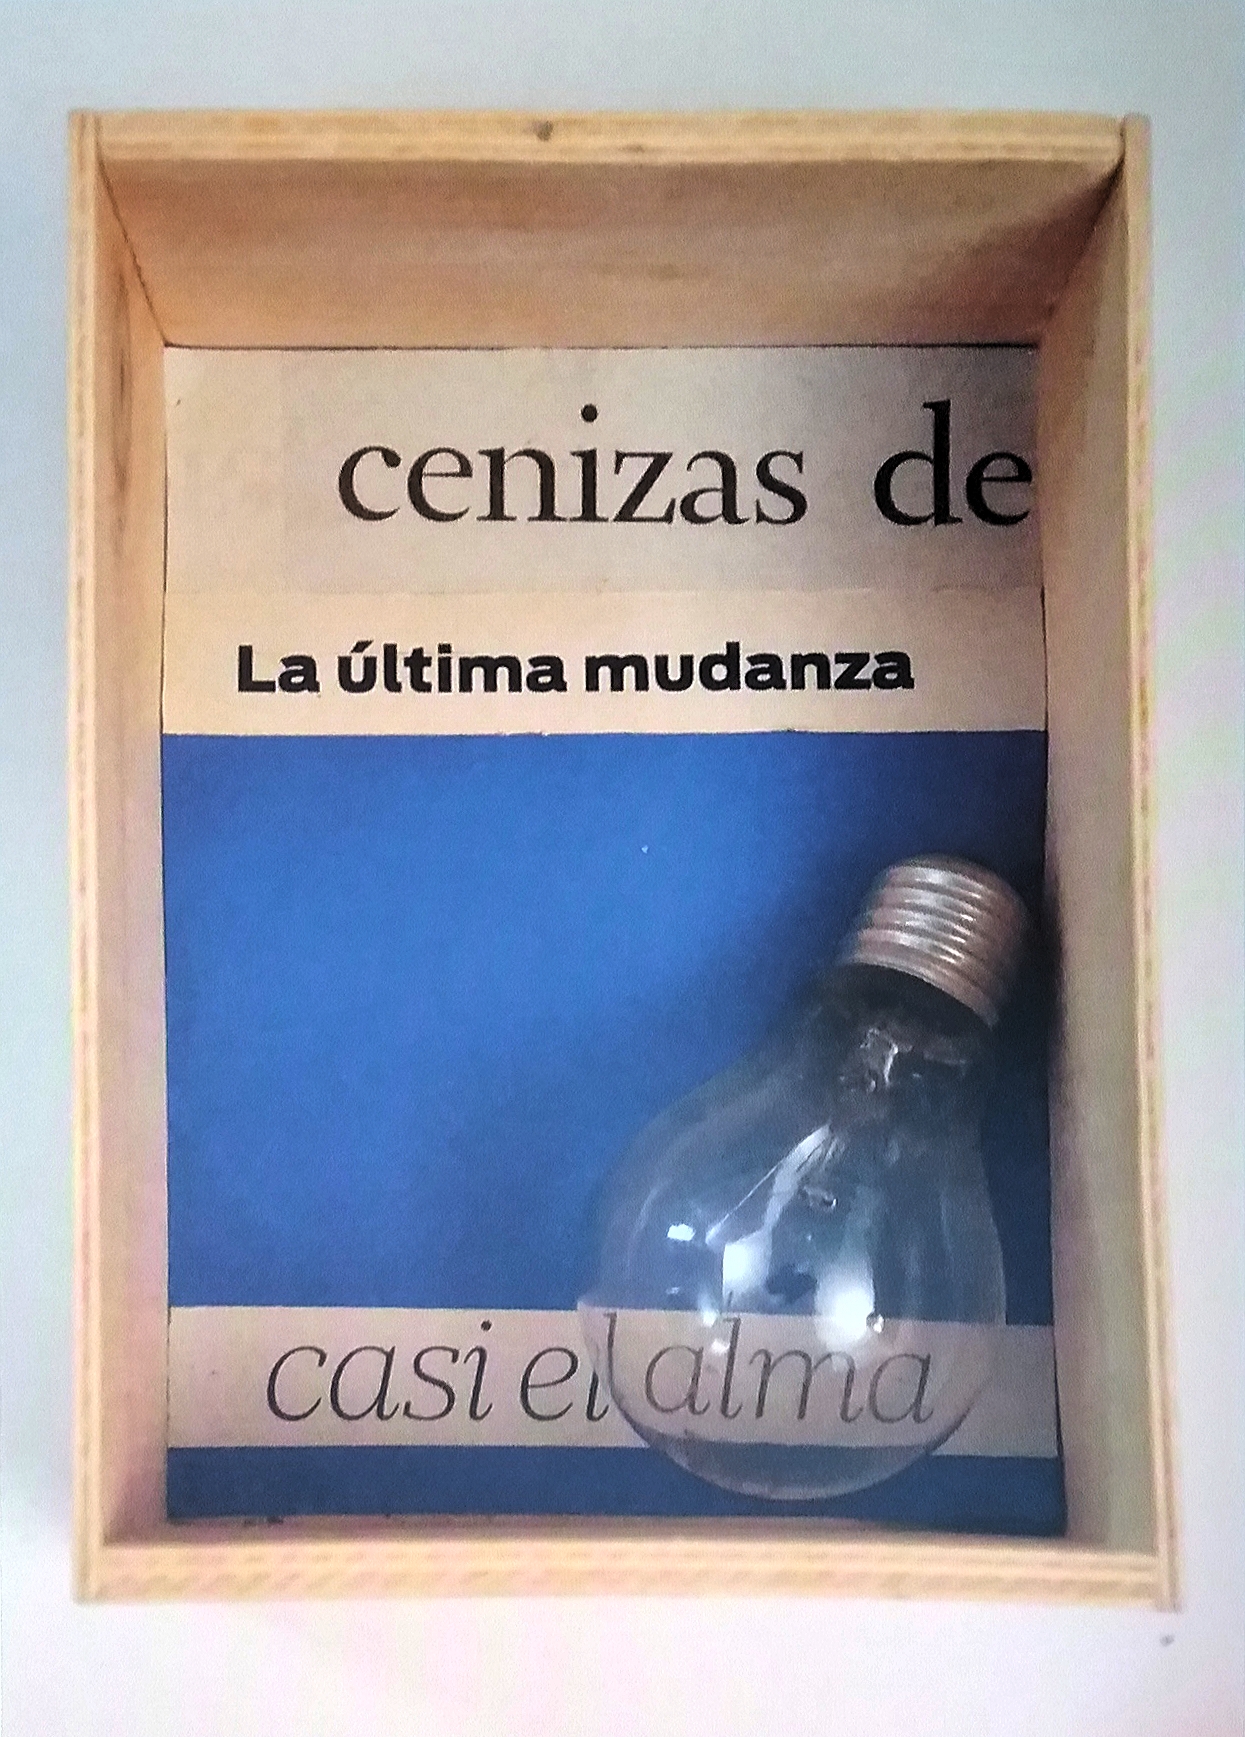 cenizas de
La última mudanza
casi el alma